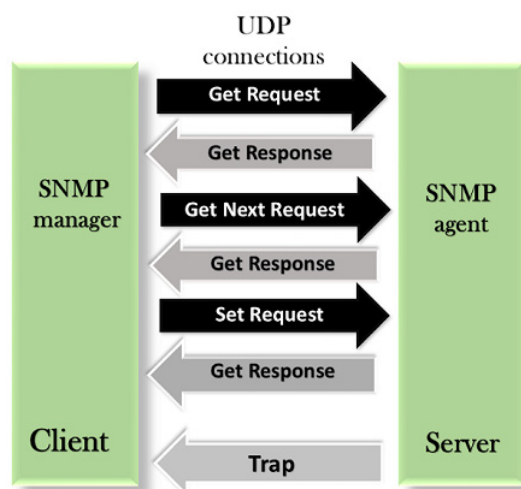 UDP
connections
Get Request
Get Response
SNMP
manager
SNMP
agent
Get Next Request
Get Response
Set Request
Get Response
Client
Server
Trap